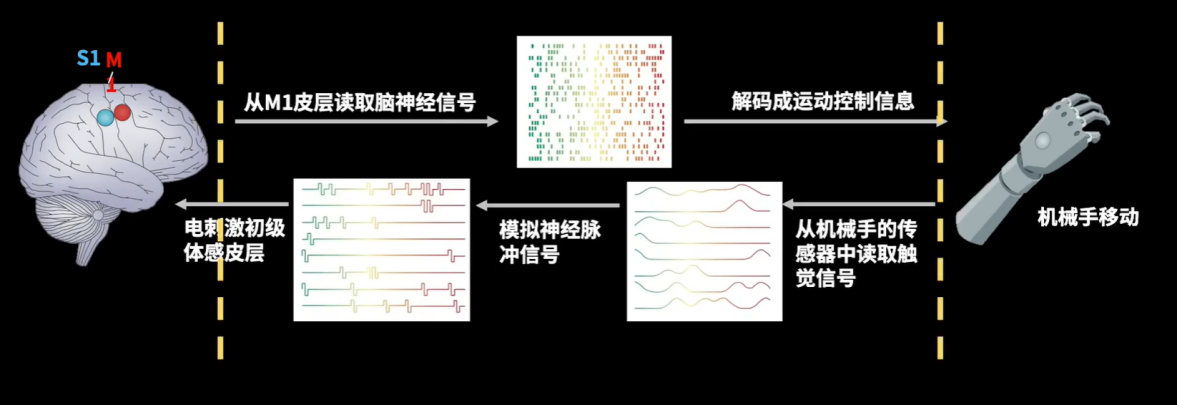 S1 M
1
从M1皮层读取脑神经信号
解码成运动控制信息
机械手移动
电刺激初级
体感皮层
模拟神经脉
冲信号
从机械手的传
感器中读取触
觉信号